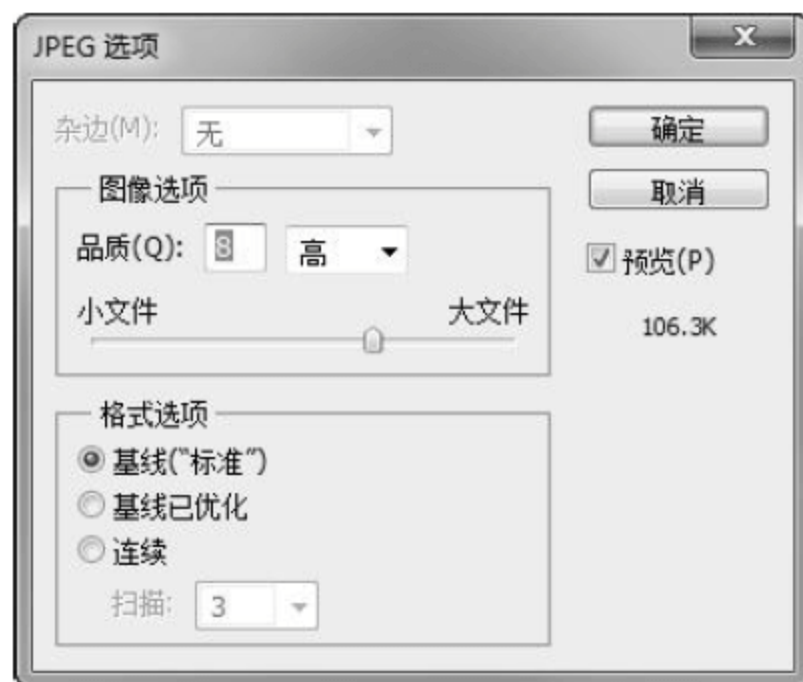 JPEG 选项
杂边(M): 无
确定
图像选项
取消
品质(Q): 8 高
预览(P)
小文件 大文件
106.3K
格式选项
基线("标准")
基线已优化
连续
扫描: 3